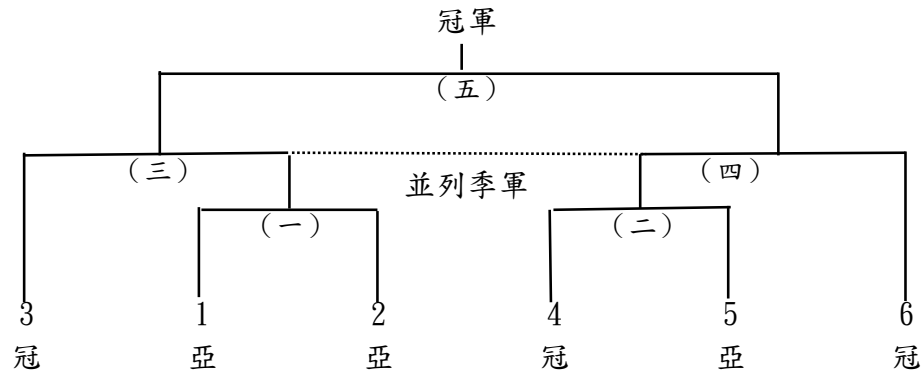 冠軍
（五）
（三）
（四）
並列季軍
（一）
（二）
3 1 2 4 5 6
冠 亞 亞 冠 亞 冠